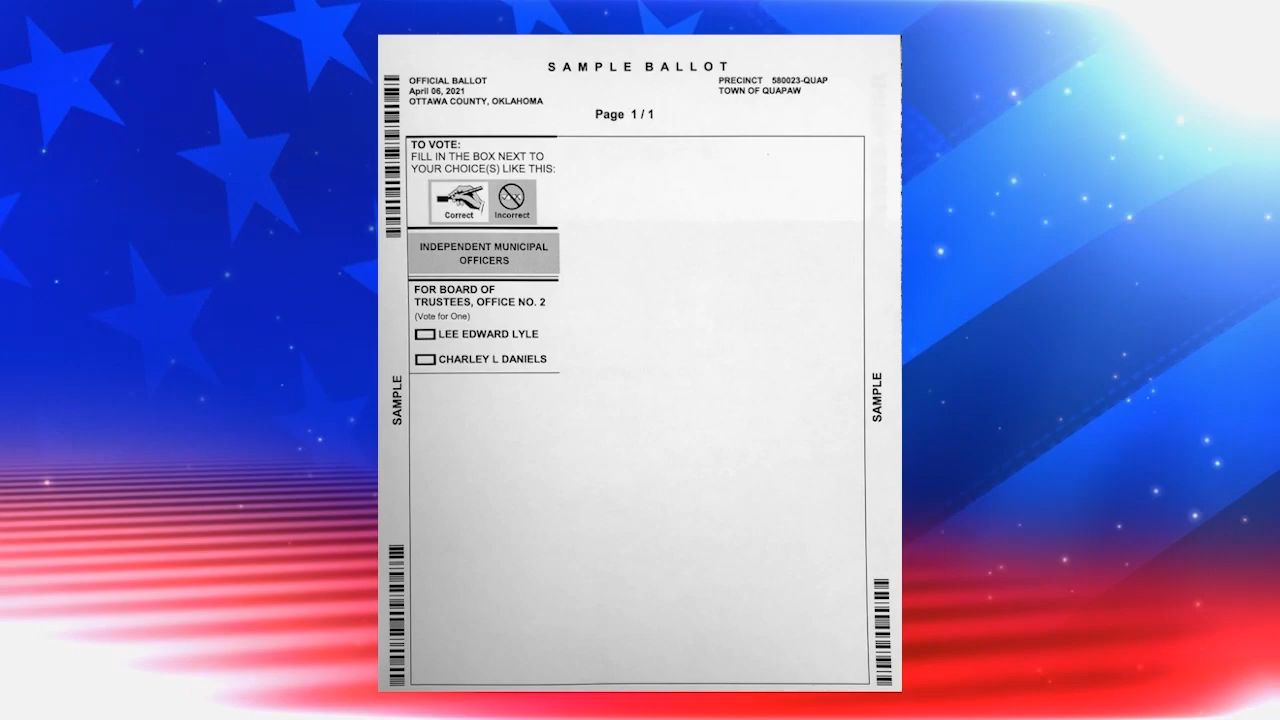 SAMPLE BALLOT
OFFICIAL BALLOT
April 06, 2021
OTTAWA COUNTY, OKLAHOMA
PRECINCT 580023-QUAP
TOWN OF QUAPAW
Page 1 / 1
TO VOTE:
FILL IN THE BOX NEXT TO
YOUR CHOICE(S) LIKE THIS:
Correct
Incorrect
INDEPENDENT MUNICIPAL
OFFICERS
FOR BOARD OF
TRUSTEES, OFFICE NO. 2
(Vote for One)
LEE EDWARD LYLE
CHARLEY L DANIELS
SAMPLE
SAMPLE